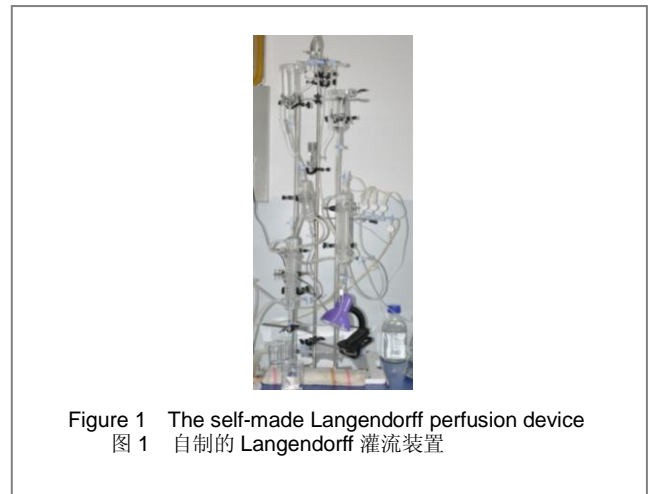 Figure 1 The self-made Langendorff perfusion device
图 1 自制的 Langendorff 灌流装置